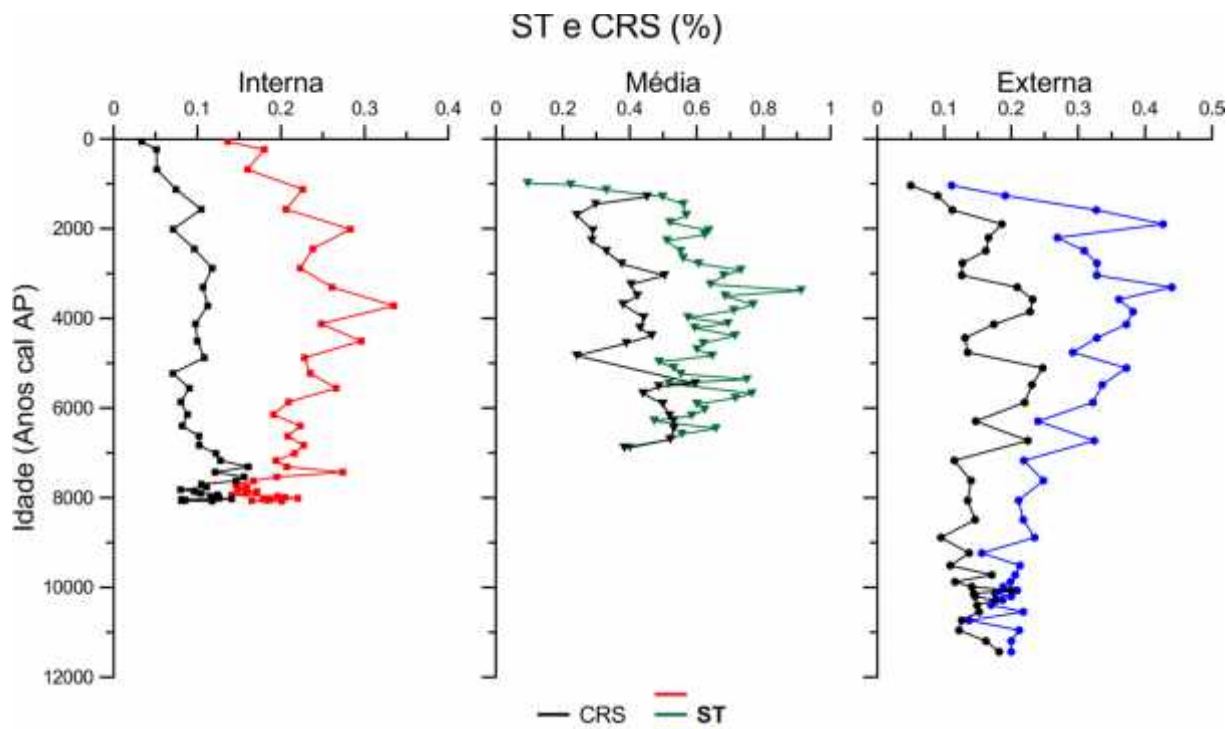 ST e CRS (%)
Interna Média Externa
0 0.1 0.2 0.3 0.4 0 0.2 0.4 0.6 0.8 1 0 0.1 0.2 0.3 0.4 0.5
0
2000
4000
6000
8000
10000
12000
Idade (Anos cal AP)
CRS ST